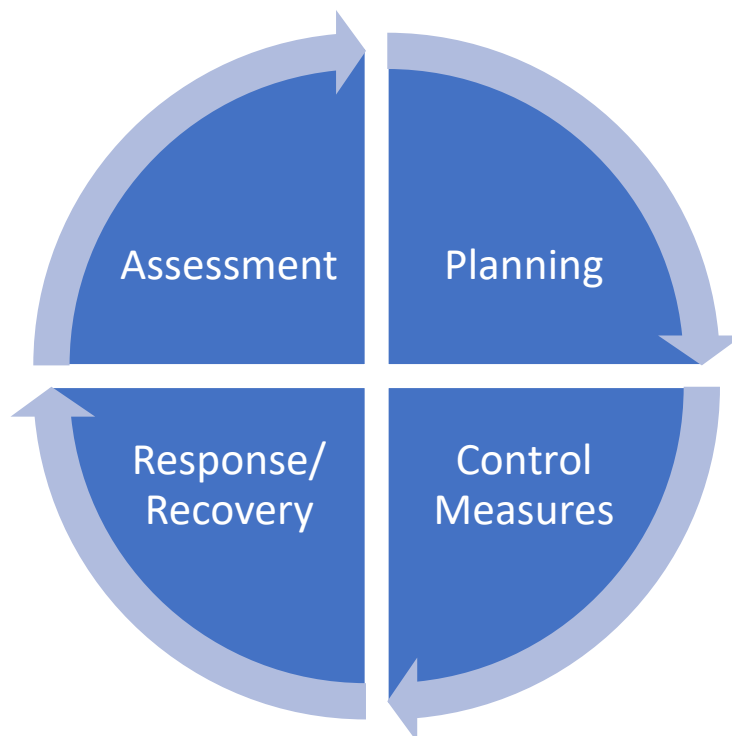 Assessment
Planning
Response/
Recovery
Control
Measures